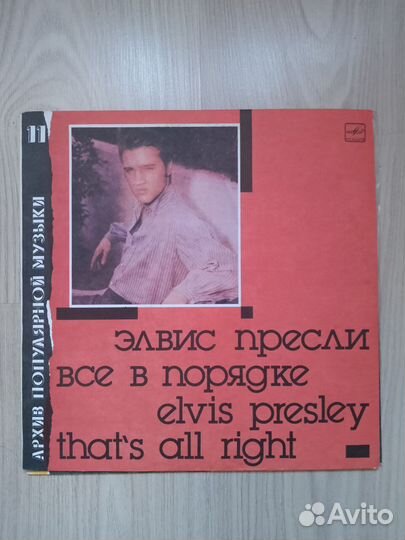 11
АРХИВ ПОПУЛЯРНОЙ МУЗЫКИ
элвис пресли
все в порядке
elvis presley
that's all right
Avito